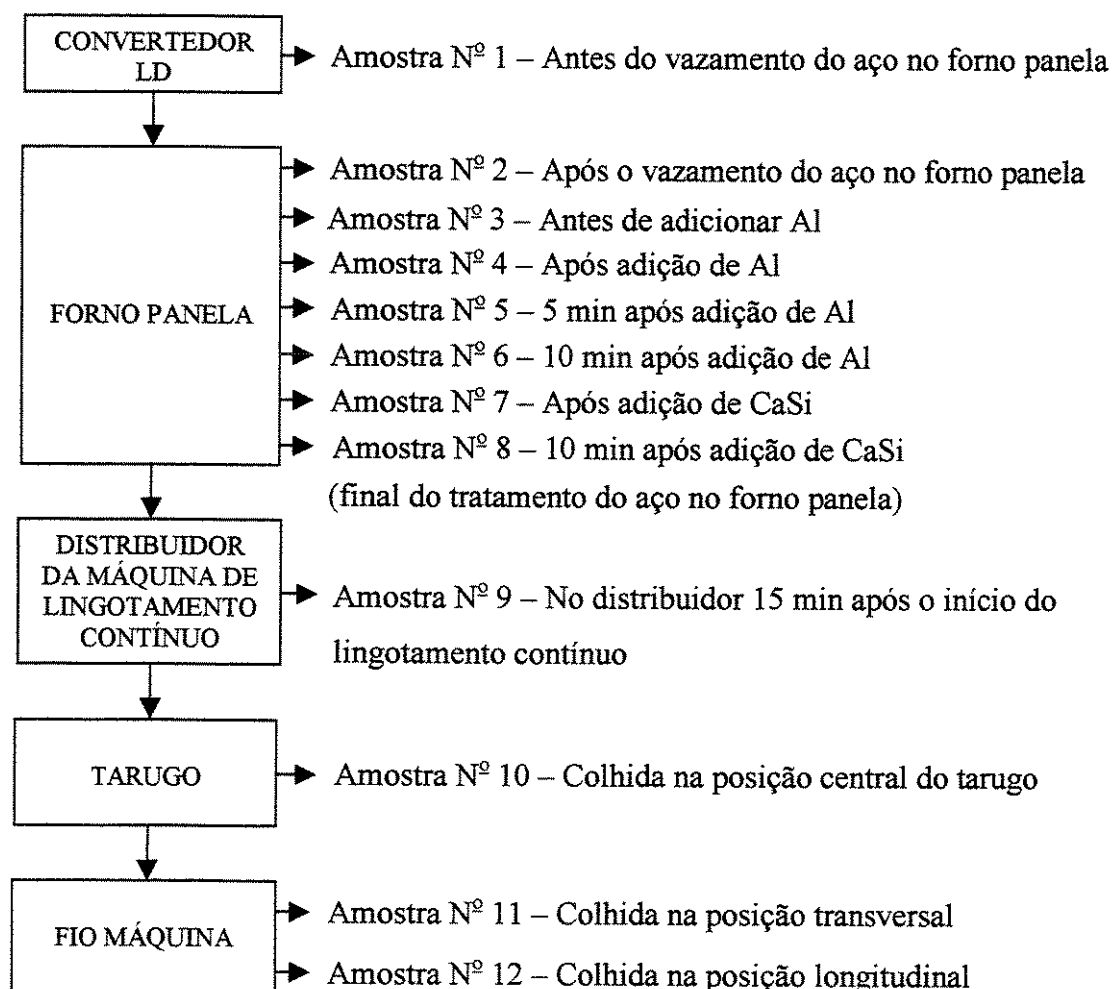 CONVERTEDOR
LD
Amostra Nº 1 – Antes do vazamento do aço no forno panela
FORNO PANELA
Amostra Nº 2 – Após o vazamento do aço no forno panela
Amostra Nº 3 – Antes de adicionar Al
Amostra Nº 4 – Após adição de Al
Amostra Nº 5 – 5 min após adição de Al
Amostra Nº 6 – 10 min após adição de Al
Amostra Nº 7 – Após adição de CaSi
Amostra Nº 8 – 10 min após adição de CaSi
(final do tratamento do aço no forno panela)
DISTRIBUIDOR
DA MÁQUINA DE
LINGOTAMENTO
CONTÍNUO
Amostra Nº 9 – No distribuidor 15 min após o início do
lingotamento contínuo
TARUGO
Amostra Nº 10 – Colhida na posição central do tarugo
FIO MÁQUINA
Amostra Nº 11 – Colhida na posição transversal
Amostra Nº 12 – Colhida na posição longitudinal